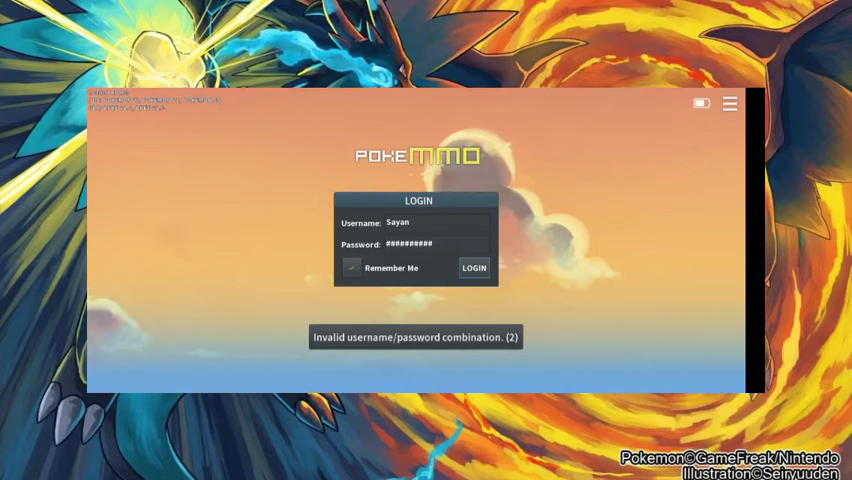 POKEMMO
LOGIN
Username: Sayan
Password: ##########
Remember Me
LOGIN
Invalid username/password combination. (2)
Pokemon©GameFreak/Nintendo
Illustration©Seiryuuden